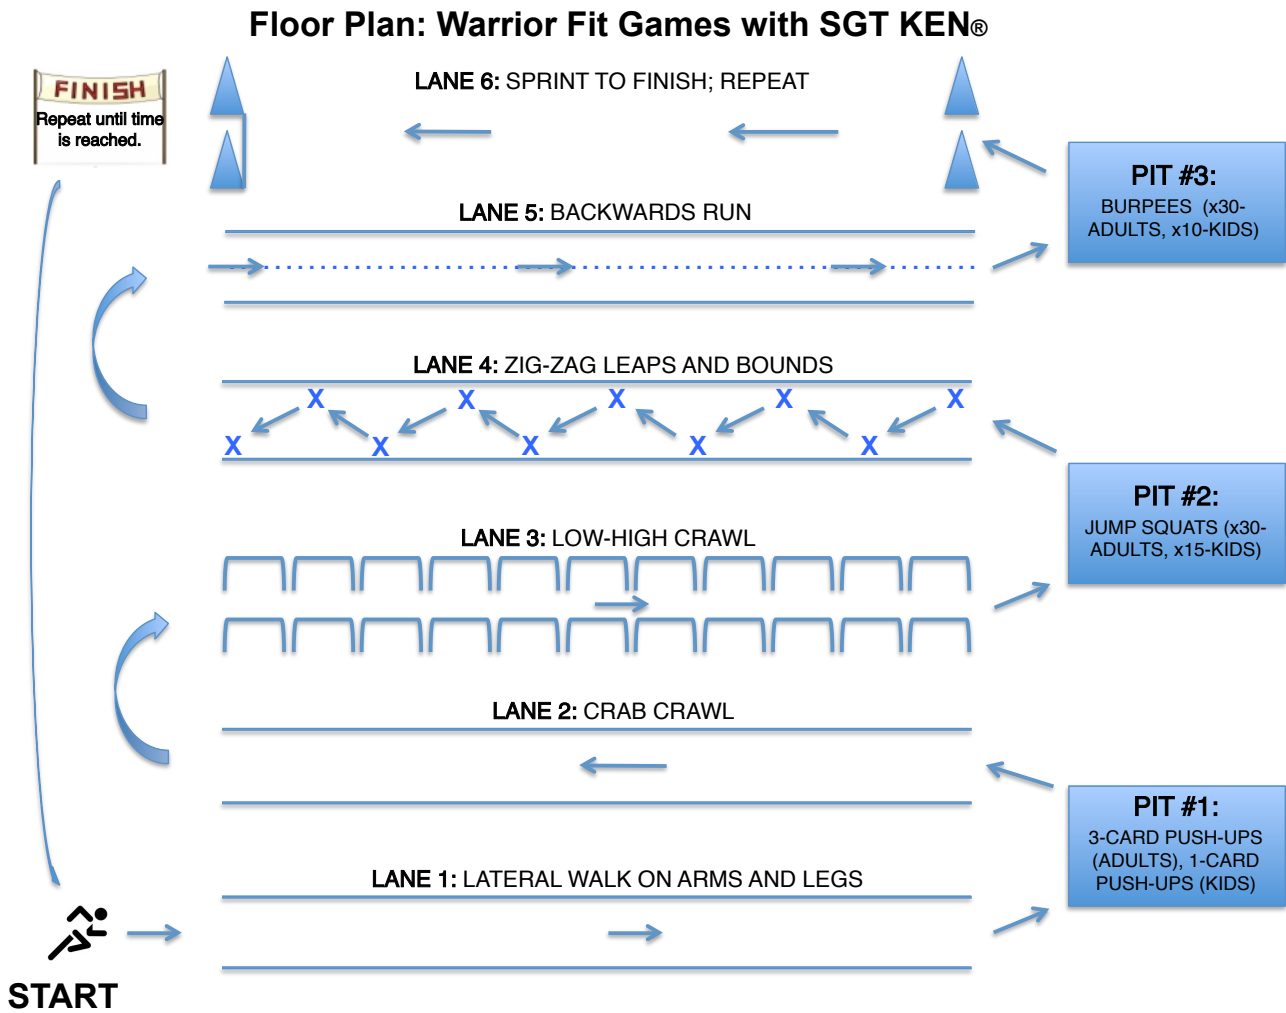 Floor Plan: Warrior Fit Games with SGT KEN®
FINISH
Repeat until time
is reached.
LANE 6: SPRINT TO FINISH; REPEAT
PIT #3:
BURPEES (x30-
ADULTS, x10-KIDS)
LANE 5: BACKWARDS RUN
LANE 4: ZIG-ZAG LEAPS AND BOUNDS
X X X X X
X X X X X
PIT #2:
JUMP SQUATS (x30-
ADULTS, x15-KIDS)
LANE 3: LOW-HIGH CRAWL
LANE 2: CRAB CRAWL
PIT #1:
3-CARD PUSH-UPS
(ADULTS), 1-CARD
PUSH-UPS (KIDS)
LANE 1: LATERAL WALK ON ARMS AND LEGS
START